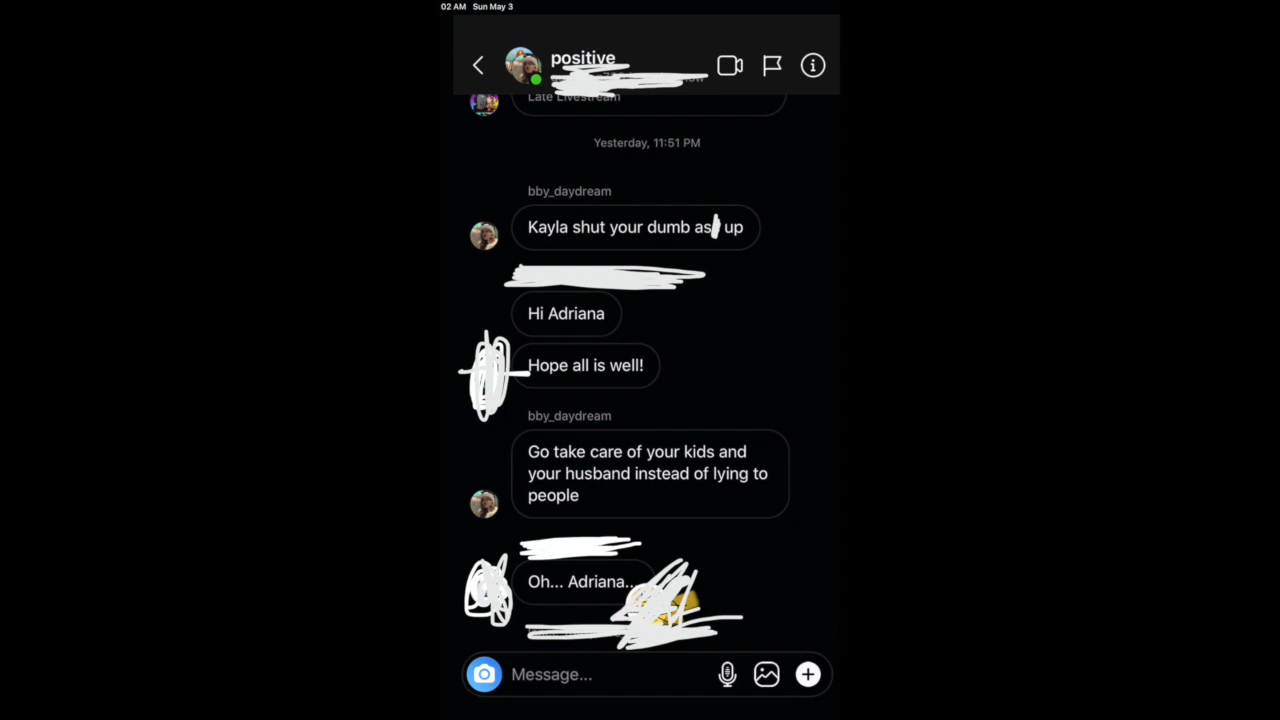 02 AM Sun May 3
positive
Late Livestream
Yesterday, 11:51 PM
bby_daydream
Kayla shut your dumb as up
Hi Adriana
Hope all is well!
bby_daydream
Go take care of your kids and
your husband instead of lying to
people
Oh... Adriana...
Message...